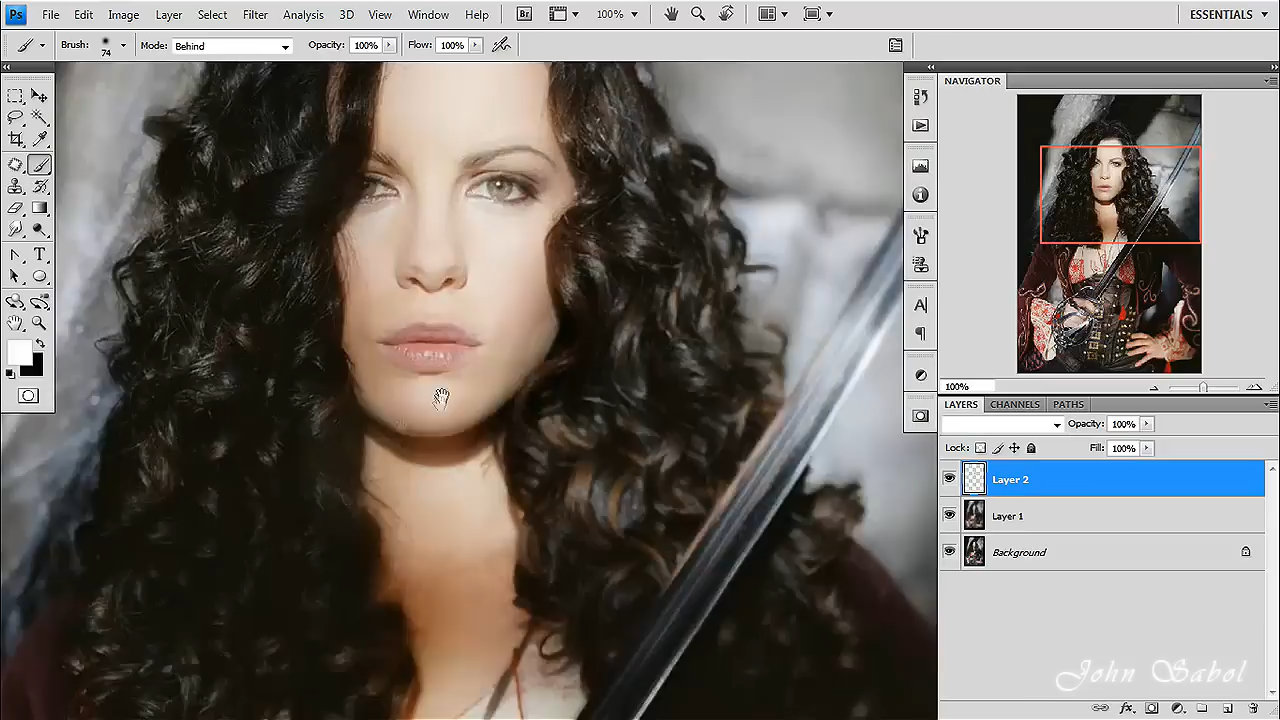 Ps File Edit Image Layer Select Filter Analysis 3D View Window Help Br 100% ESSENTIALS
Brush: 74 Mode: Behind Opacity: 100% Flow: 100%
NAVIGATOR
100%
LAYERS CHANNELS PATHS
Opacity: 100%
Lock: Fill: 100%
Layer 2
Layer 1
Background
John Sabol